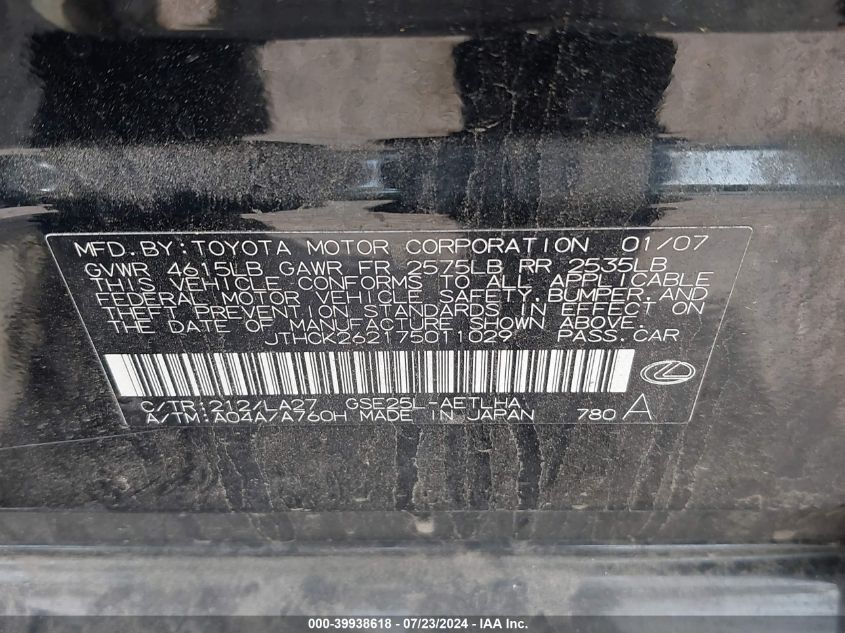 MFD. BY: TOYOTA MOTOR CORPORATION 01/07
GVWR 4615LB GAWR FR 2575LB RR 2535LB
THIS VEHICLE CONFORMS TO ALL APPLICABLE
FEDERAL MOTOR VEHICLE SAFETY, BUMPER, AND
THEFT PREVENTION STANDARDS IN EFFECT ON
THE DATE OF MANUFACTURE SHOWN ABOVE.
JTHCK262175011029 PASS. CAR
C/TR: 212/LA27 GSE25L-AETLHA
A/TM: A04A/A760H MADE IN JAPAN 780 A
000-39938618 - 07/23/2024 - IAA Inc.